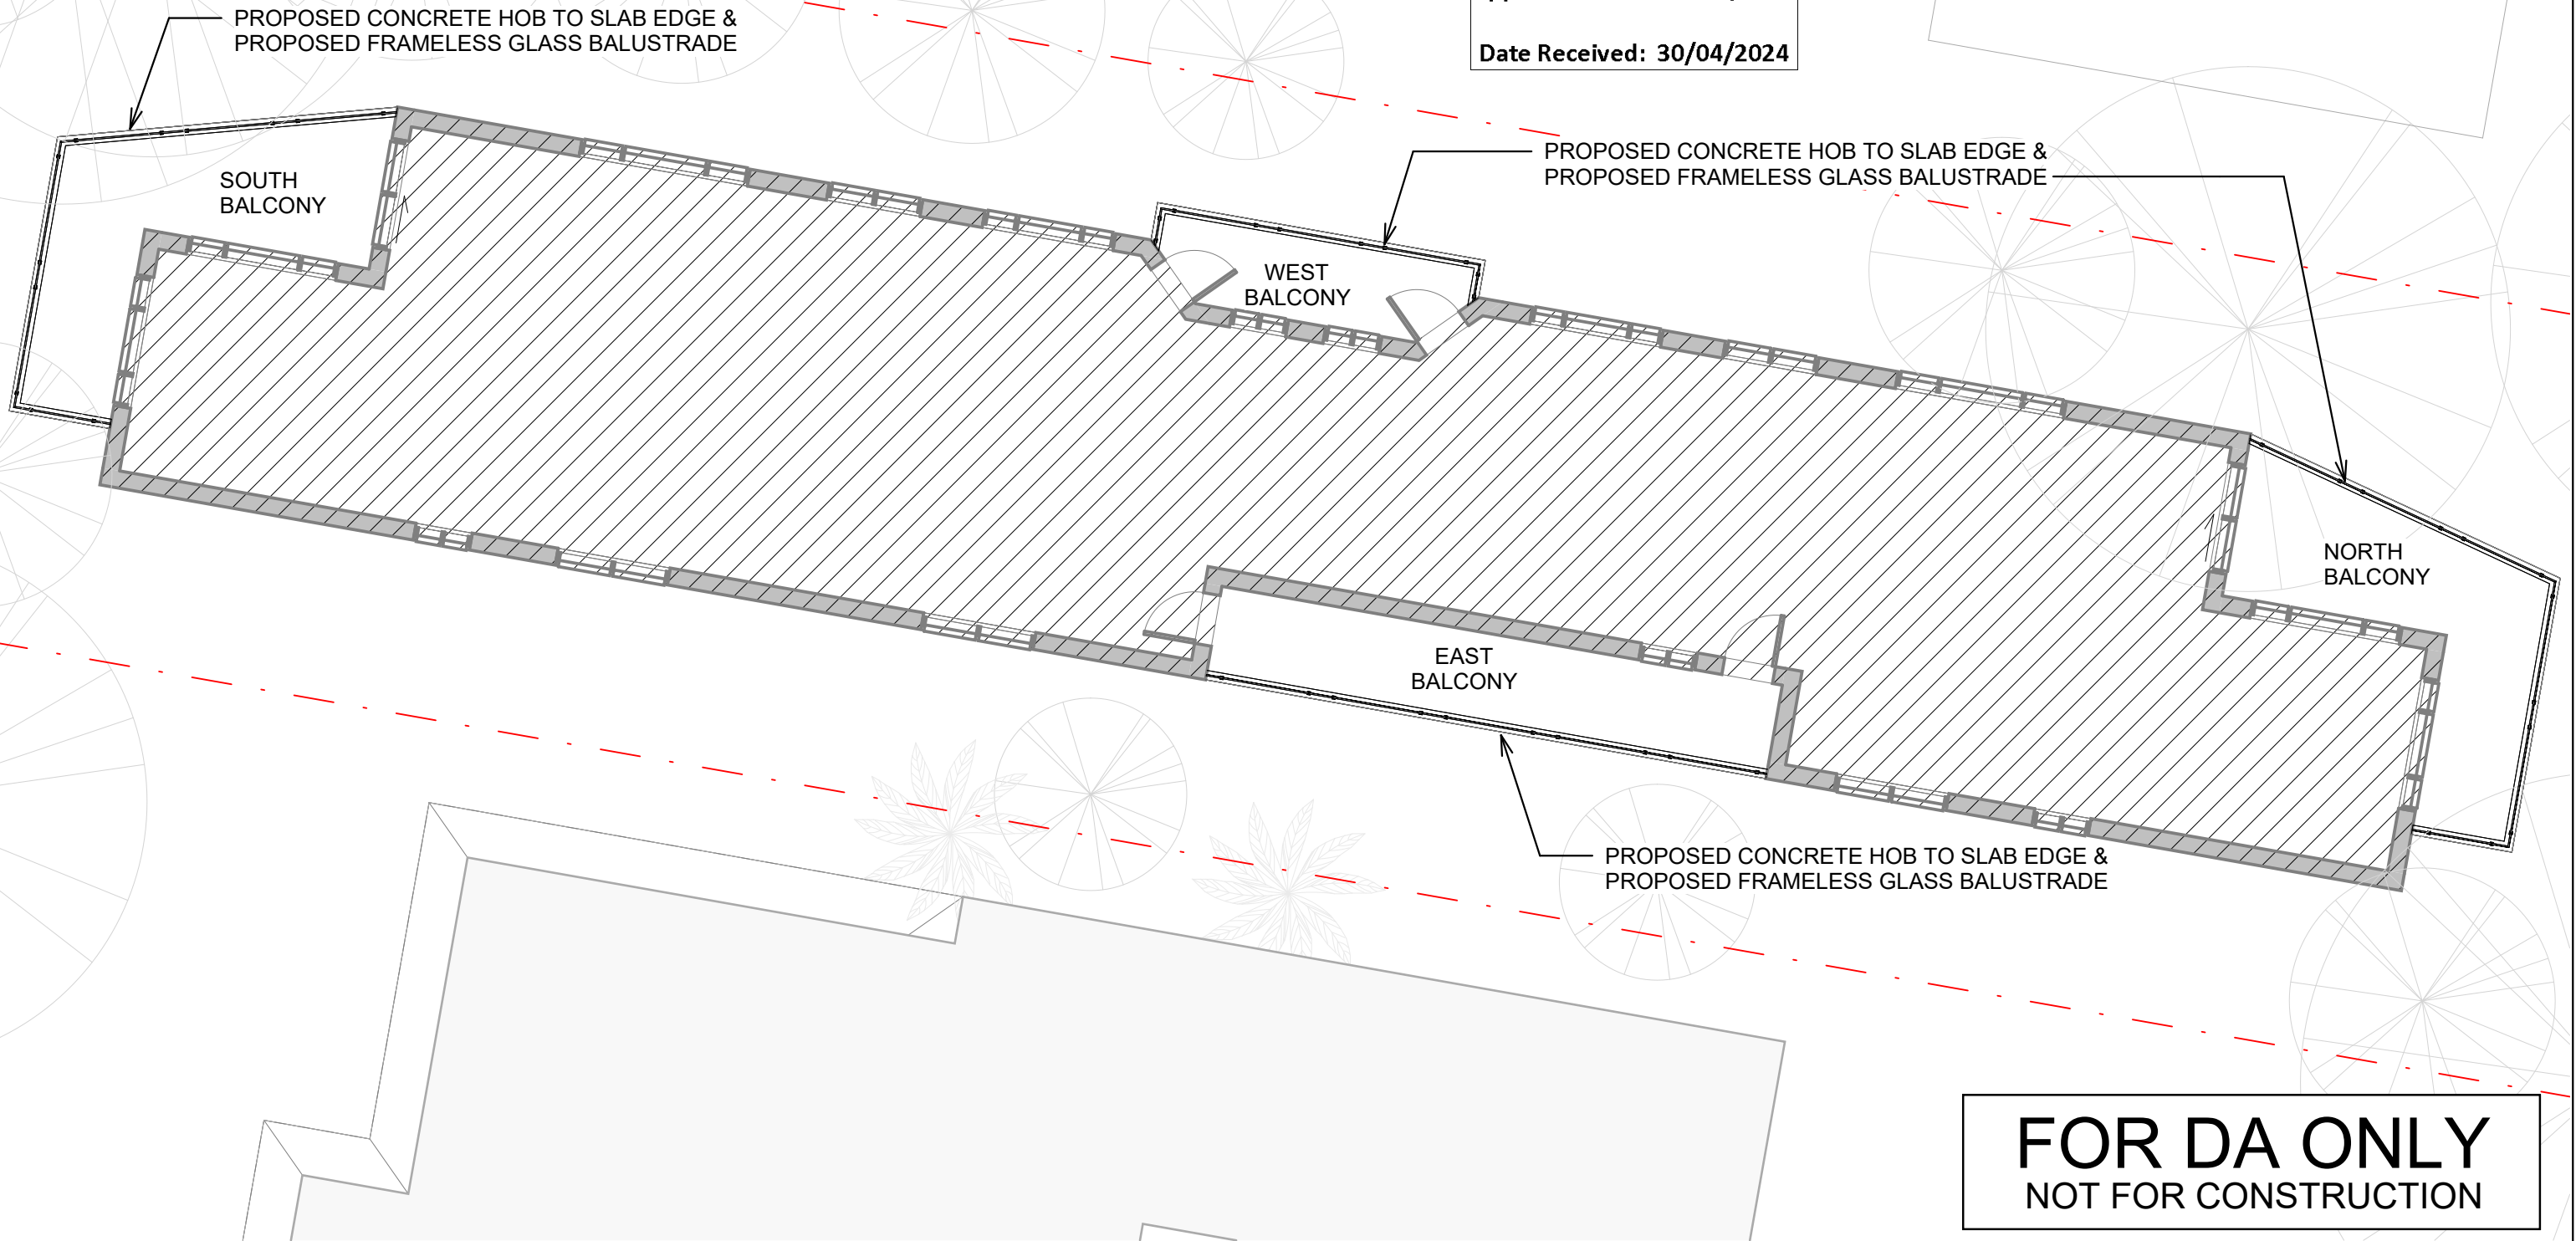 PROPOSED CONCRETE HOB TO SLAB EDGE &
PROPOSED FRAMELESS GLASS BALUSTRADE
Date Received: 30/04/2024
PROPOSED CONCRETE HOB TO SLAB EDGE &
PROPOSED FRAMELESS GLASS BALUSTRADE
SOUTH
BALCONY
WEST
BALCONY
NORTH
BALCONY
EAST
BALCONY
PROPOSED CONCRETE HOB TO SLAB EDGE &
PROPOSED FRAMELESS GLASS BALUSTRADE
FOR DA ONLY
NOT FOR CONSTRUCTION